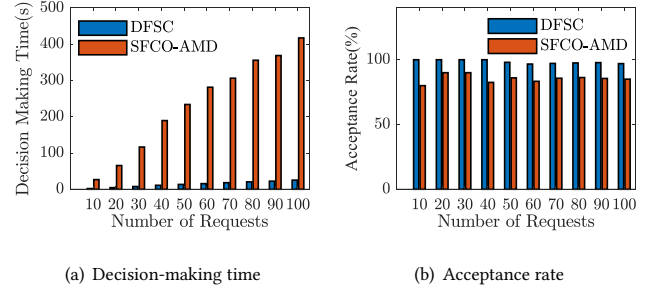 500
400
300
200
100
0
Decision Making Time(s)
DFSC
SFCO-AMD
10 20 30 40 50 60 70 80 90 100
Number of Requests
(a) Decision-making time
100
50
0
Acceptance Rate(%)
DFSC
SFCO-AMD
10 20 30 40 50 60 70 80 90 100
Number of Requests
(b) Acceptance rate